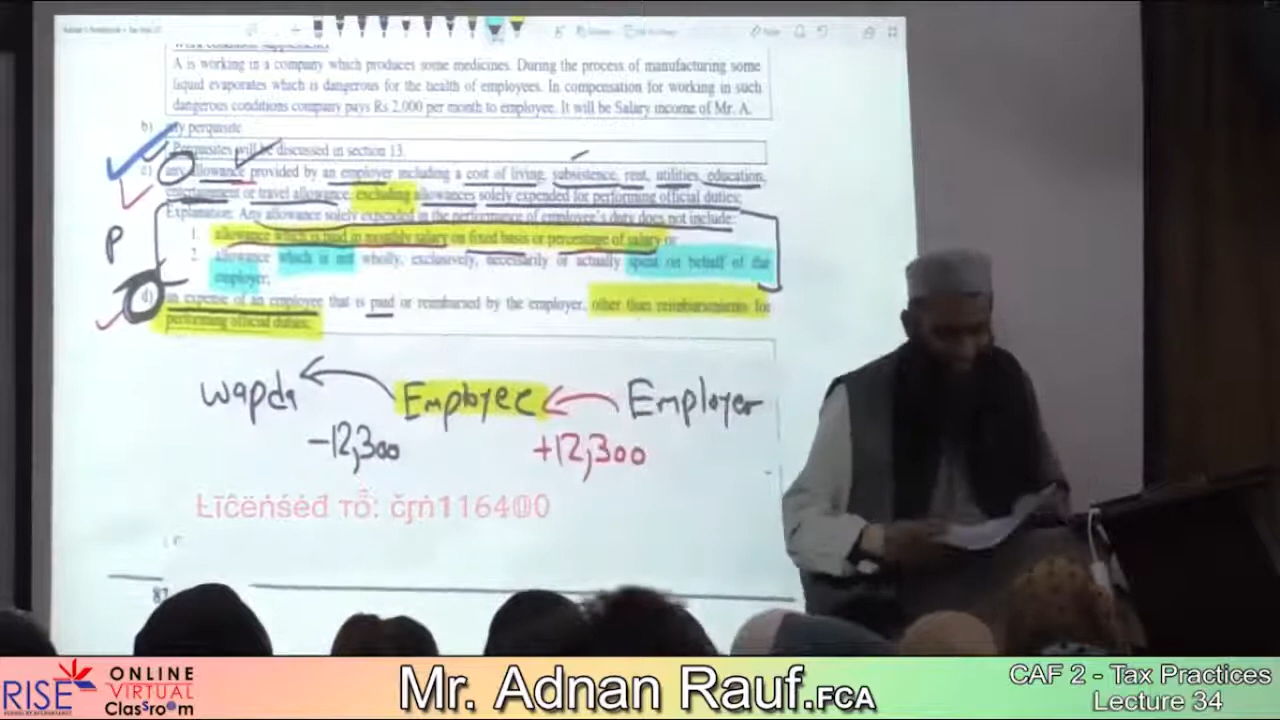 Work condition supplement
A is working in a company which produces some medicines. During the process of manufacturing some
liquid evaporates which is dangerous for the health of employees. In compensation for working in such
dangerous conditions company pays Rs 2,000 per month to employee. It will be Salary income of Mr. A.
b) any perquisite
Perquisites will be discussed in section 13
c) any allowance provided by an employer including a cost of living, subsistence, rent, utilities, education,
entertainment or travel allowance, excluding allowances solely expended for performing official duties;
Explanation: Any allowance solely expended in the performance of employee's duty does not include:
1. allowance which is paid in monthly salary on fixed basis or percentage of salary or
P
2. allowance which is not wholly, exclusively, necessarily or actually spent on behalf of the
employer;
d) an expense of an employee that is paid or reimbursed by the employer, other than reimbursements for
performing official duties;
wapda Employee Employer
-12,300 +12,300
Łīĉëńśėđ тȭ: čɼṁ1164００
RISE ONLINE VIRTUAL Classroom
Mr. Adnan Rauf.FCA
CAF 2 - Tax Practices
Lecture 34